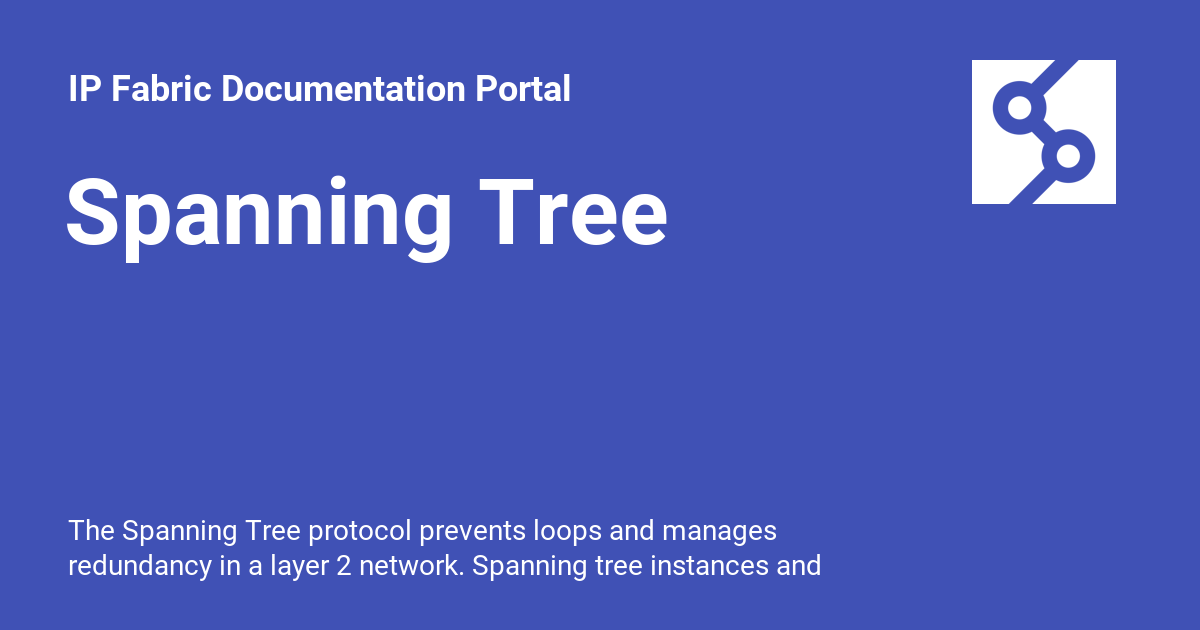 IP Fabric Documentation Portal
Spanning Tree
The Spanning Tree protocol prevents loops and manages
redundancy in a layer 2 network. Spanning tree instances and